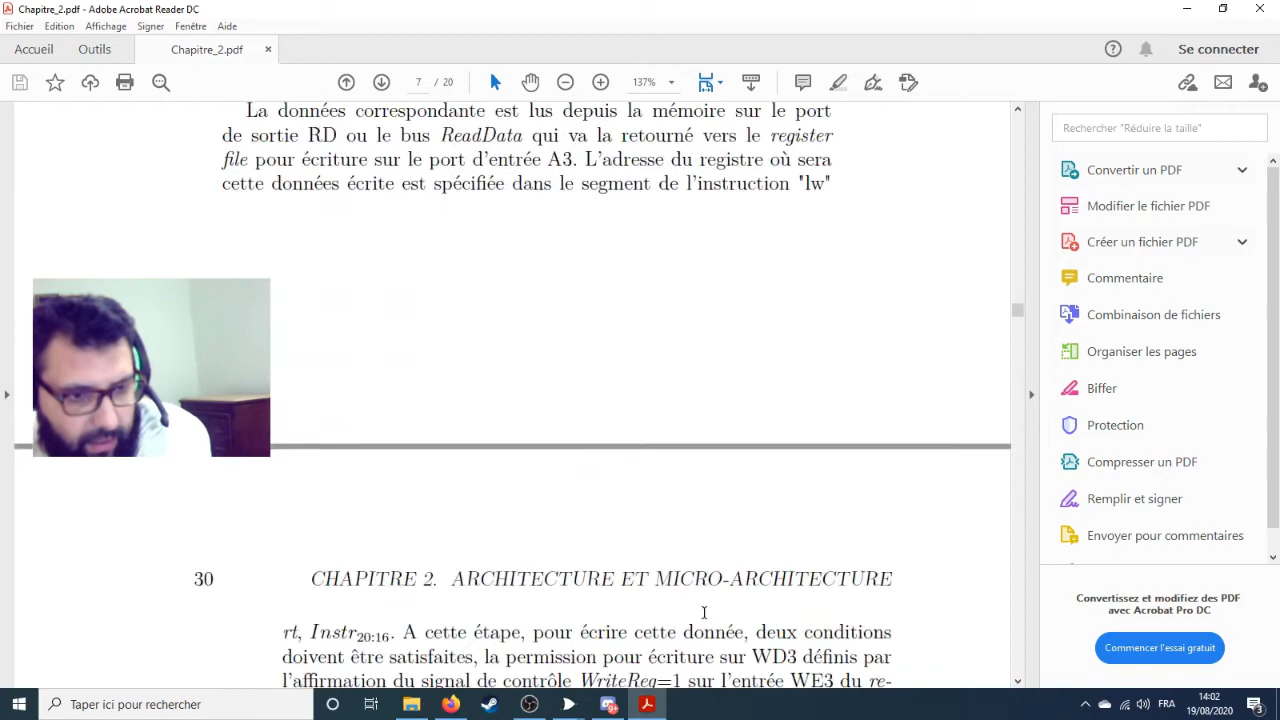 Chapitre_2.pdf - Adobe Acrobat Reader DC
Fichier Edition Affichage Signer Fenêtre Aide
Accueil Outils Chapitre_2.pdf × Se connecter
7 / 20 137%
La données correspondante est lus depuis la mémoire sur le port
de sortie RD ou le bus ReadData qui va la retourné vers le register
file pour écriture sur le port d'entrée A3. L'adresse du registre où sera
cette données écrite est spécifiée dans le segment de l'instruction "lw"
30 CHAPITRE 2. ARCHITECTURE ET MICRO-ARCHITECTURE
rt, Instr20:16. A cette étape, pour écrire cette donnée, deux conditions
doivent être satisfaites, la permission pour écriture sur WD3 définis par
l'affirmation du signal de contrôle WriteReg=1 sur l'entrée WE3 du re-
Rechercher "Réduire la taille"
Convertir un PDF
Modifier le fichier PDF
Créer un fichier PDF
Commentaire
Combinaison de fichiers
Organiser les pages
Biffer
Protection
Compresser un PDF
Remplir et signer
Envoyer pour commentaires
Convertissez et modifiez des PDF
avec Acrobat Pro DC
Commencer l'essai gratuit
Taper ici pour rechercher
FRA
14:02
19/08/2020
3